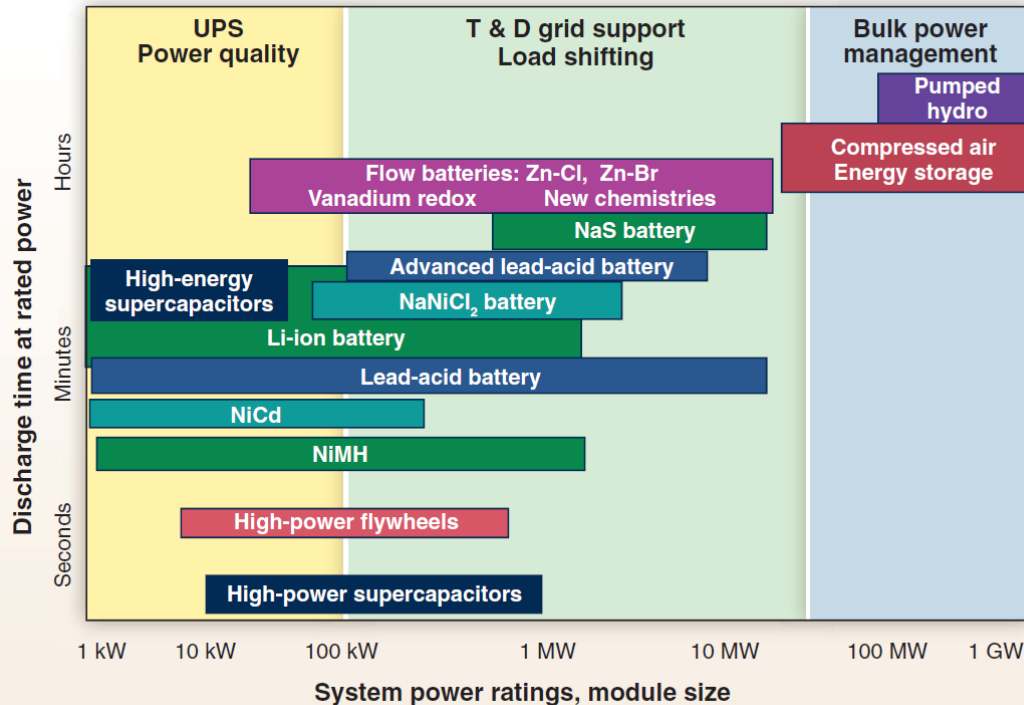 UPS
Power quality
T & D grid support
Load shifting
Bulk power
management
Pumped
hydro
Compressed air
Energy storage
Flow batteries: Zn-Cl, Zn-Br
Vanadium redox New chemistries
NaS battery
Advanced lead-acid battery
High-energy
supercapacitors
NaNiCl₂ battery
Li-ion battery
Lead-acid battery
NiCd
NiMH
High-power flywheels
High-power supercapacitors
Discharge time at rated power
Hours
Minutes
Seconds
1 kW 10 kW 100 kW 1 MW 10 MW 100 MW 1 GW
System power ratings, module size